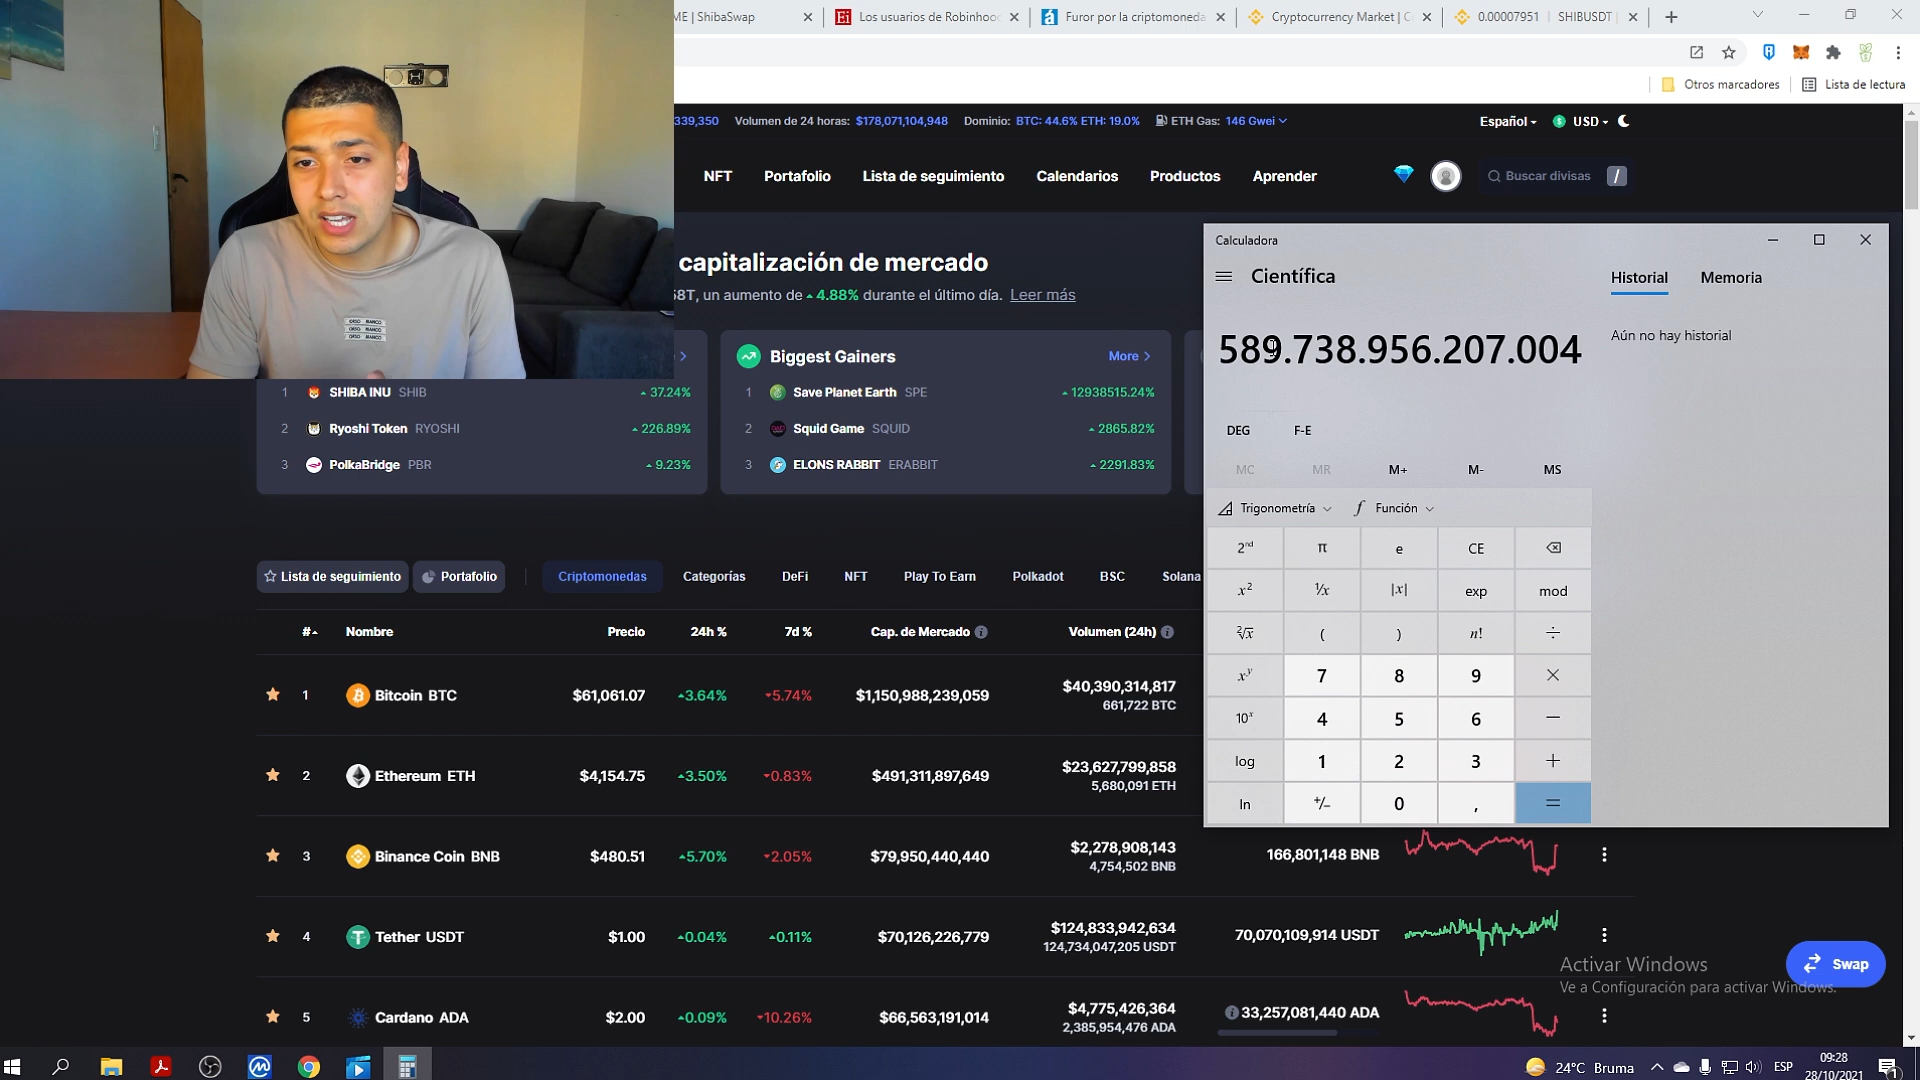 ME | ShibaSwap
Los usuarios de Robinhood
Furor por la criptomoneda
Cryptocurrency Market | C
0.00007951 | SHIBUSDT |
Otros marcadores
Lista de lectura
339,350 Volumen de 24 horas: $178,071,104,948 Dominio: BTC: 44.6% ETH: 19.0% ETH Gas: 146 Gwei
Español USD
NFT Portafolio Lista de seguimiento Calendarios Productos Aprender
Buscar divisas /
capitalización de mercado
58T, un aumento de 4.88% durante el último día. Leer más
1 SHIBA INU SHIB 37.24%
2 Ryoshi Token RYOSHI 226.89%
3 PolkaBridge PBR 9.23%
Biggest Gainers More
1 Save Planet Earth SPE 12938515.24%
2 Squid Game SQUID 2865.82%
3 ELONS RABBIT ERABBIT 2291.83%
Calculadora
Científica
Historial Memoria
589.738.956.207.004
Aún no hay historial
DEG F-E
MC MR M+ M- MS
Trigonometría f Función
2nd π e CE
x2 1/x |x| exp mod
2√x ( ) n! ÷
xy 7 8 9 ×
10x 4 5 6 −
log 1 2 3 +
ln +/− 0 , =
Lista de seguimiento Portafolio Criptomonedas Categorías DeFi NFT Play To Earn Polkadot BSC Solana
# Nombre Precio 24h % 7d % Cap. de Mercado Volumen (24h)
1 Bitcoin BTC $61,061.07 3.64% 5.74% $1,150,988,239,059 $40,390,314,817
661,722 BTC
2 Ethereum ETH $4,154.75 3.50% 0.83% $491,311,897,649 $23,627,799,858
5,680,091 ETH
3 Binance Coin BNB $480.51 5.70% 2.05% $79,950,440,440 $2,278,908,143
4,754,502 BNB
166,801,148 BNB
4 Tether USDT $1.00 0.04% 0.11% $70,126,226,779 $124,833,942,634
124,734,047,205 USDT
70,070,109,914 USDT
5 Cardano ADA $2.00 0.09% 10.26% $66,563,191,014 $4,775,426,364
2,385,954,476 ADA
33,257,081,440 ADA
Activar Windows
Ve a Configuración para activar Windows.
Swap
24°C Bruma
ESP
09:28
28/10/2021
1